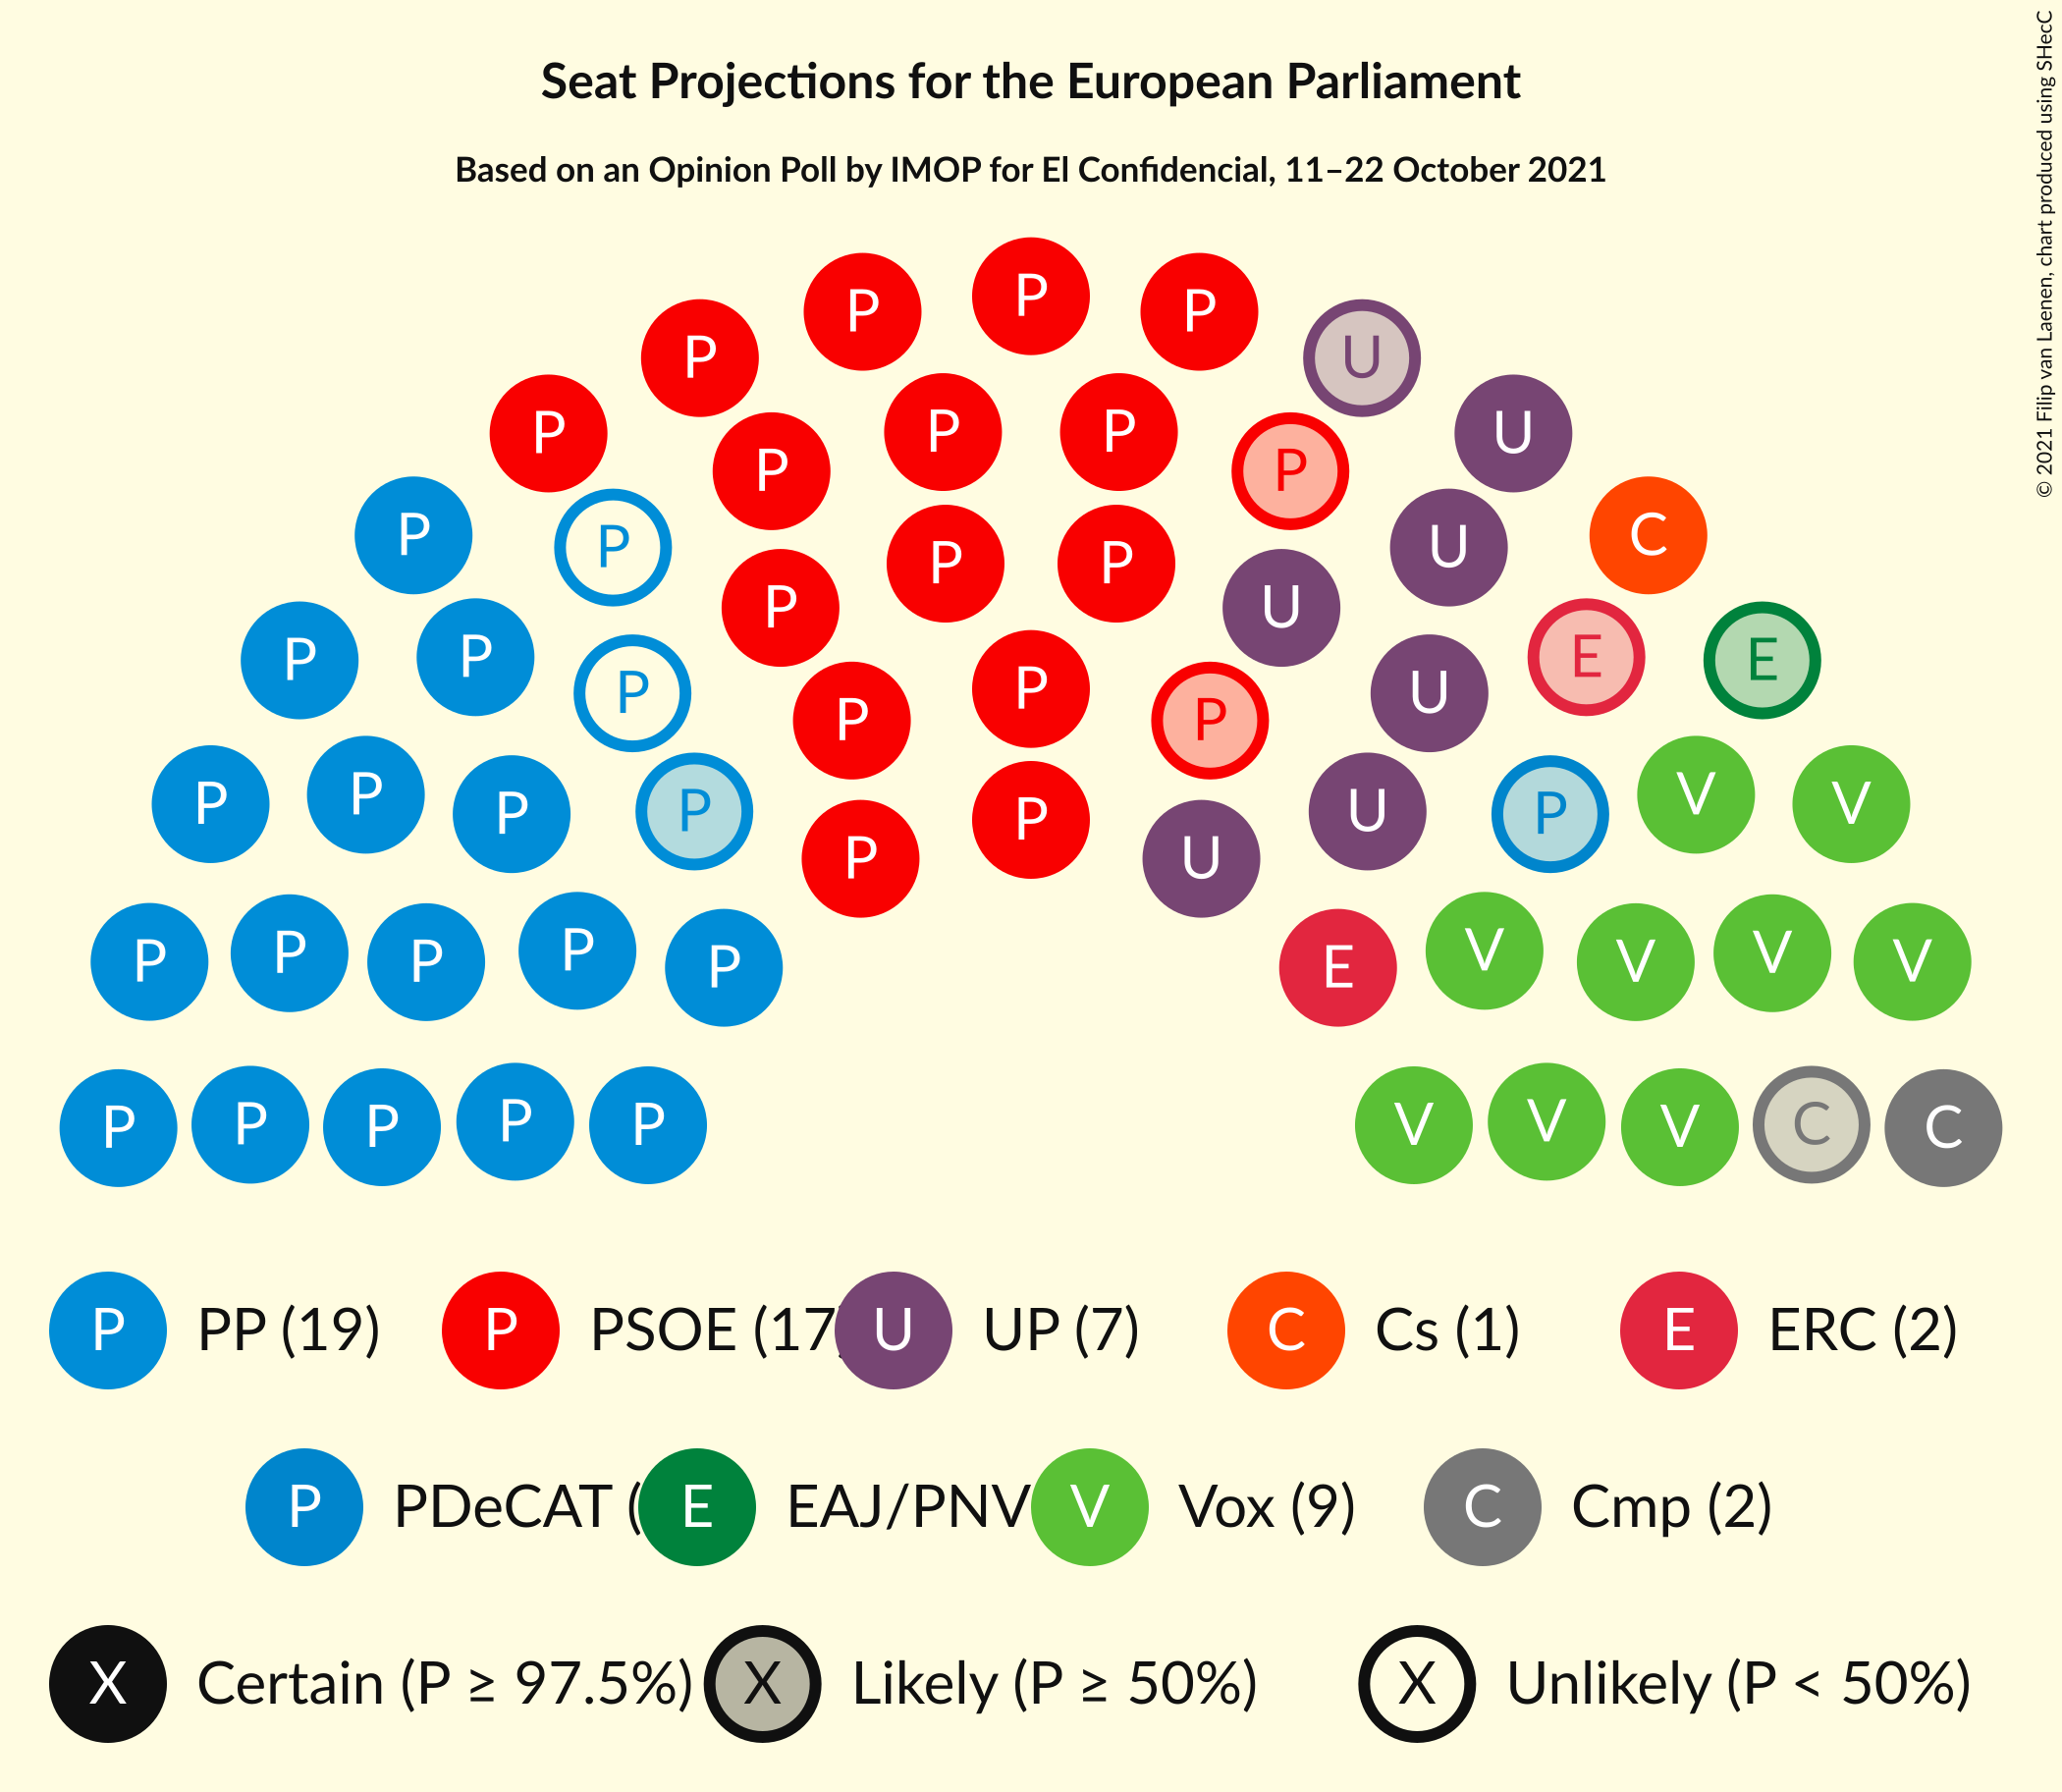 Seat Projections for the European Parliament
Based on an Opinion Poll by IMOP for El Confidencial, 11–22 October 2021
© 2021 Filip van Laenen, chart produced using SHecC
P
P P
P U
P P P U
P P
P P U C
P P
P U
P P E E
P P U
P P
P P P P P U P V V
P U
P P P P P E V V V V
P P P P P V V V C C
P PP (19) P PSOE (17 U UP (7) C Cs (1) E ERC (2)
P PDeCAT ( E EAJ/PNV V Vox (9) C Cmp (2)
X Certain (P ≥ 97.5%) X Likely (P ≥ 50%) X Unlikely (P < 50%)